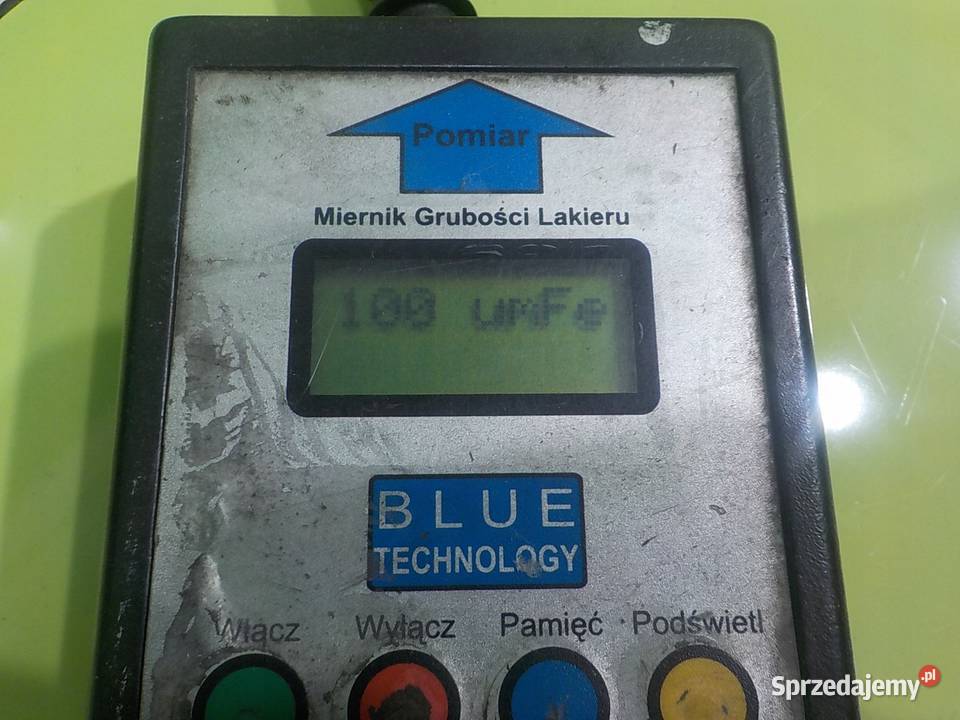 Pomiar
Miernik Grubości Lakieru
100 umFe
BLUE
TECHNOLOGY
Włącz Wyłącz Pamięć Podświetl
Sprzedajemy.pl